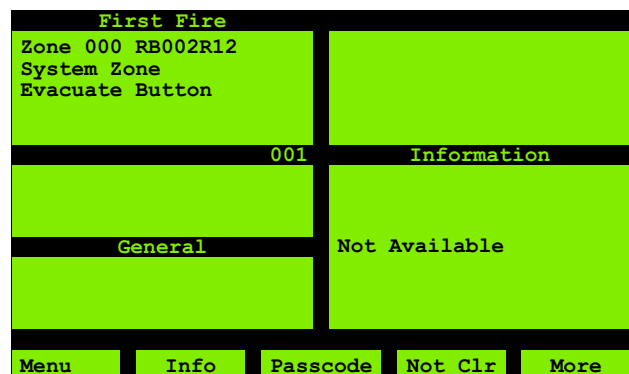 First Fire
Zone 000 RB002R12
System Zone
Evacuate Button
001
Information
General
Not Available
Menu
Info
Passcode
Not Clr
More